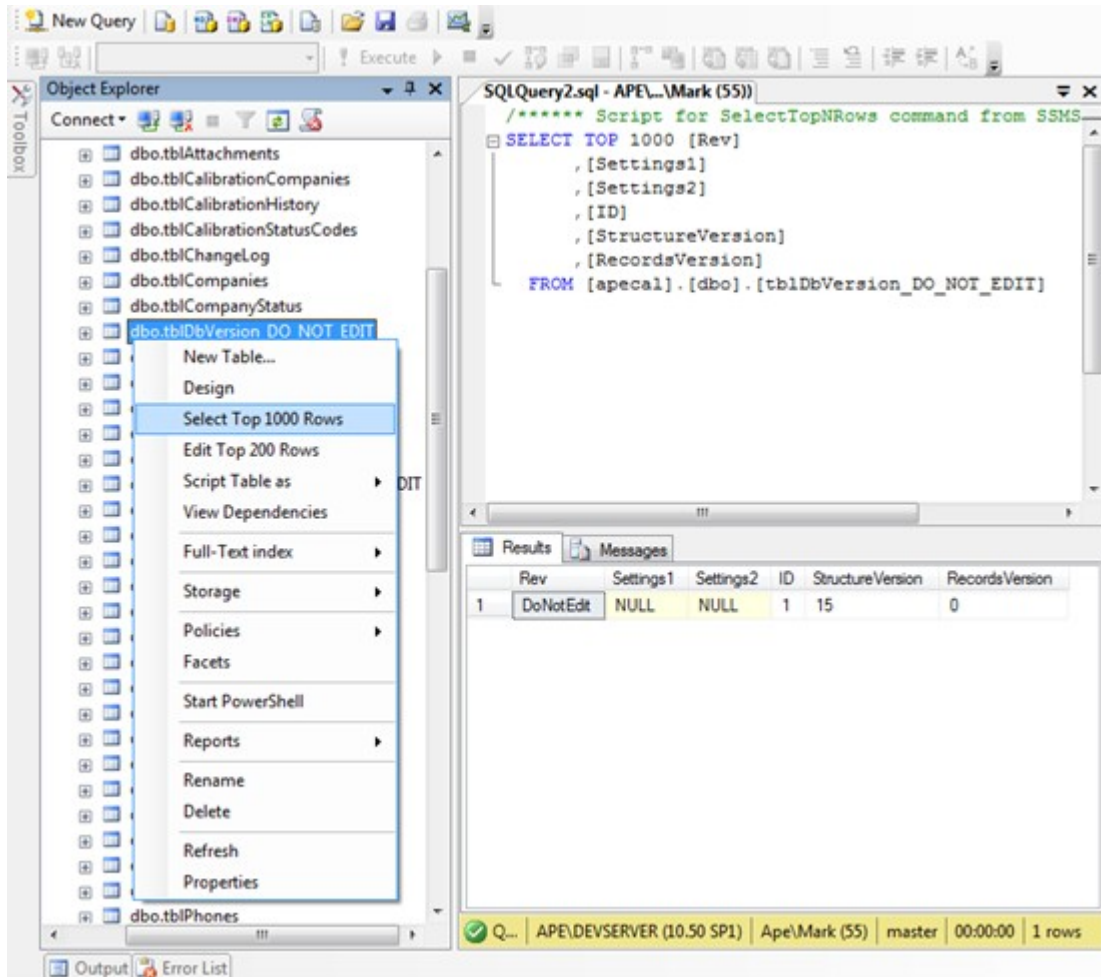 New Query
Execute
Toolbox
Object Explorer
Connect
dbo.tblAttachments
dbo.tblCalibrationCompanies
dbo.tblCalibrationHistory
dbo.tblCalibrationStatusCodes
dbo.tblChangeLog
dbo.tblCompanies
dbo.tblCompanyStatus
dbo.tblDbVersion_DO_NOT_EDIT
New Table...
Design
Select Top 1000 Rows
Edit Top 200 Rows
Script Table as
DIT
View Dependencies
Full-Text index
Storage
Policies
Facets
Start PowerShell
Reports
Rename
Delete
Refresh
Properties
dbo.tblPhones
SQLQuery2.sql - APE\...\Mark (55))
/****** Script for SelectTopNRows command from SSMS
SELECT TOP 1000 [Rev]
,[Settings1]
,[Settings2]
,[ID]
,[StructureVersion]
,[RecordsVersion]
FROM [apecal].[dbo].[tblDbVersion_DO_NOT_EDIT]
Results Messages
Rev Settings1 Settings2 ID StructureVersion RecordsVersion
1 DoNotEdit NULL NULL 1 15 0
Q... APE\DEVSERVER (10.50 SP1) Ape\Mark (55) master 00:00:00 1 rows
Output Error List